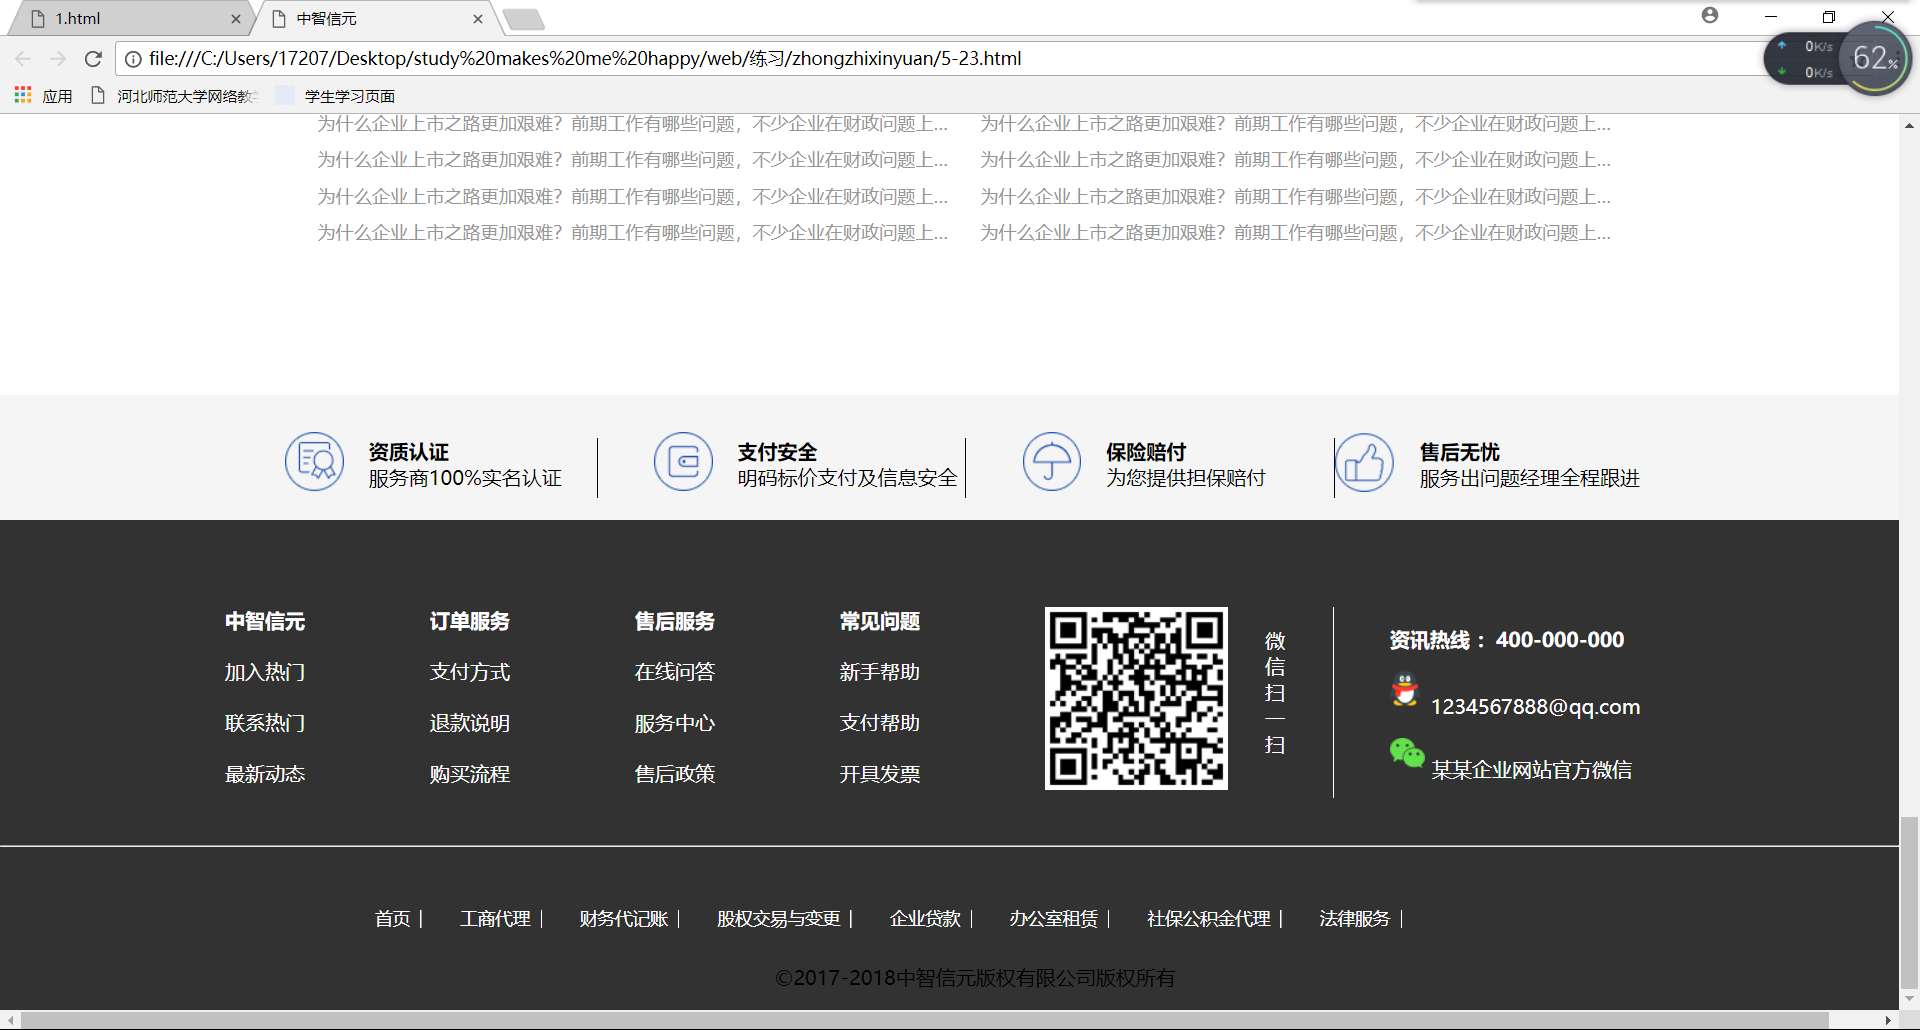 1.html
中智信元
file:///C:/Users/17207/Desktop/study%20makes%20me%20happy/web/练习/zhongzhixinyuan/5-23.html
0K/s
0K/s
62%
应用
河北师范大学网络教
学生学习页面
为什么企业上市之路更加艰难？前期工作有哪些问题，不少企业在财政问题上... 为什么企业上市之路更加艰难？前期工作有哪些问题，不少企业在财政问题上...
为什么企业上市之路更加艰难？前期工作有哪些问题，不少企业在财政问题上... 为什么企业上市之路更加艰难？前期工作有哪些问题，不少企业在财政问题上...
为什么企业上市之路更加艰难？前期工作有哪些问题，不少企业在财政问题上... 为什么企业上市之路更加艰难？前期工作有哪些问题，不少企业在财政问题上...
为什么企业上市之路更加艰难？前期工作有哪些问题，不少企业在财政问题上... 为什么企业上市之路更加艰难？前期工作有哪些问题，不少企业在财政问题上...
资质认证
服务商100%实名认证
支付安全
明码标价支付及信息安全
保险赔付
为您提供担保赔付
售后无忧
服务出问题经理全程跟进
中智信元
加入热门
联系热门
最新动态
订单服务
支付方式
退款说明
购买流程
售后服务
在线问答
服务中心
售后政策
常见问题
新手帮助
支付帮助
开具发票
微
信
扫
一
扫
资讯热线 ：400-000-000
1234567888@qq.com
某某企业网站官方微信
首页 | 工商代理 | 财务代记账 | 股权交易与变更 | 企业贷款 | 办公室租赁 | 社保公积金代理 | 法律服务 |
©2017-2018中智信元版权有限公司版权所有